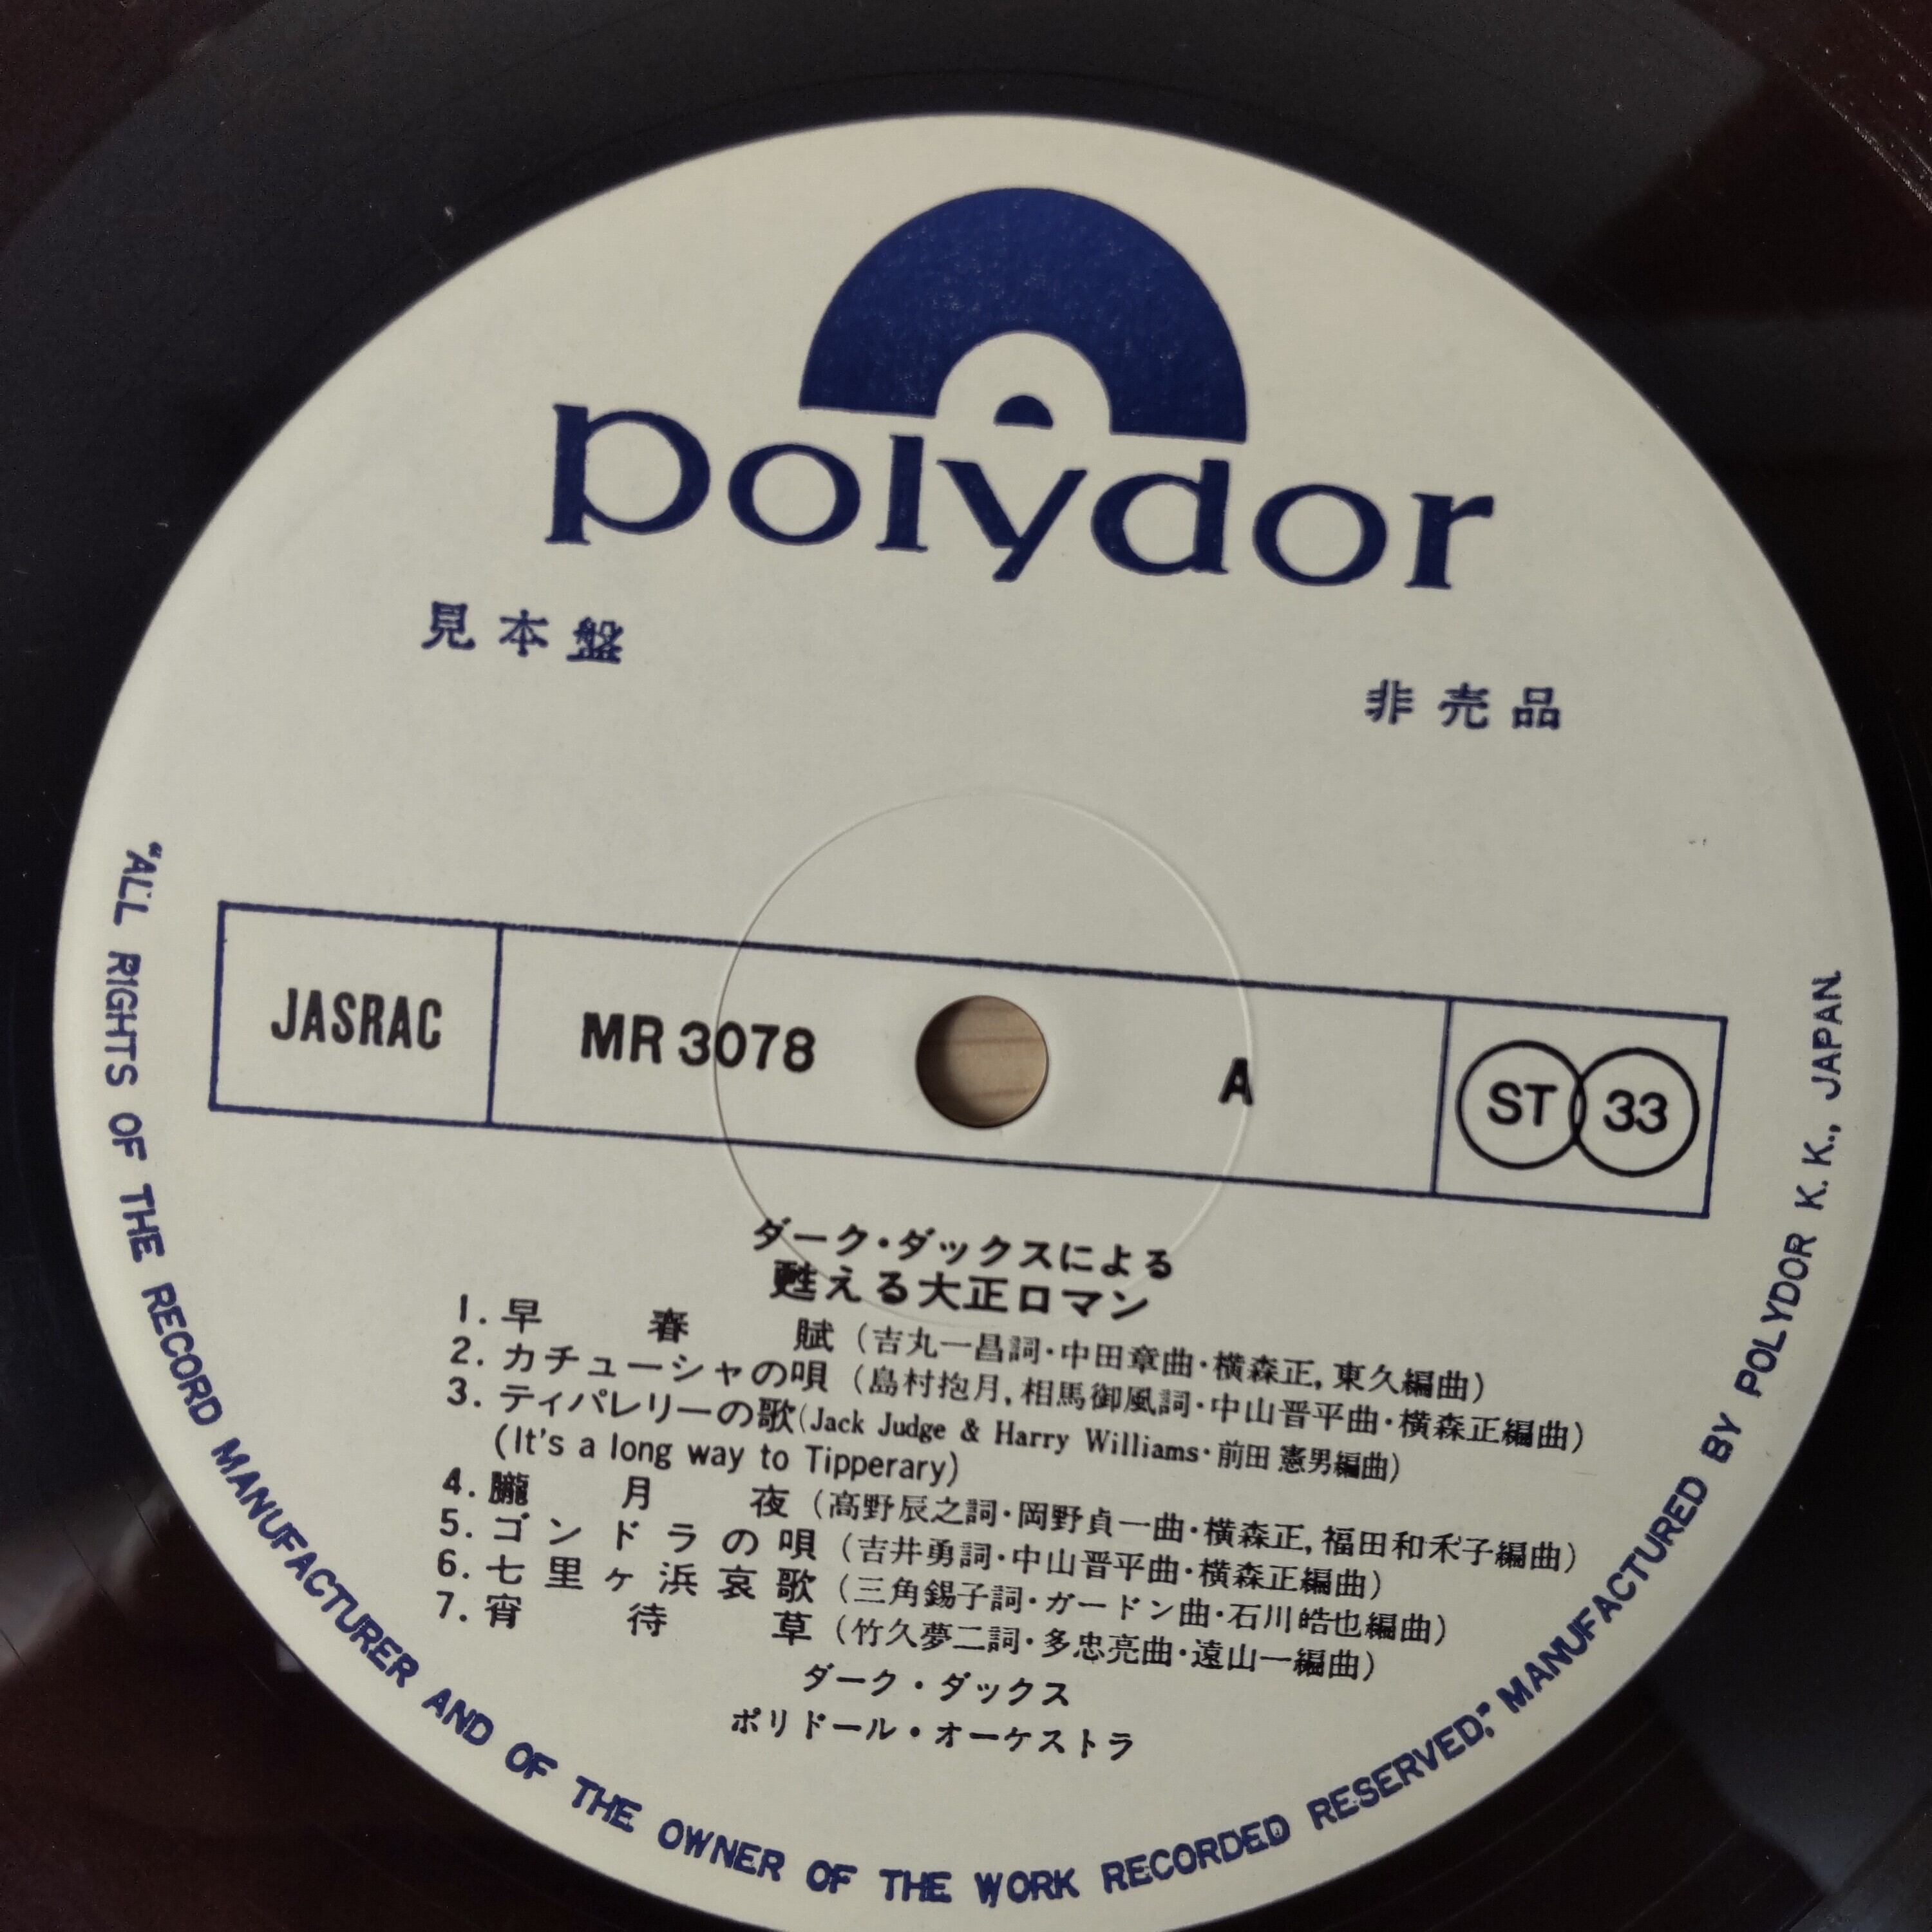 polydor
見本盤
非売品
JASRAC
MR 3078
A
ST 33
ダーク・ダックスによる
甦える大正ロマン
1. 早春賦 (吉丸一昌詞・中田章曲・横森正, 東久編曲)
2. カチューシャの唄 (島村抱月, 相馬御風詞・中山晋平曲・横森正編曲)
3. ティパレリーの歌(Jack Judge & Harry Williams・前田憲男編曲)
(It's a long way to Tipperary)
4. 朧月夜 (高野辰之詞・岡野貞一曲・横森正, 福田和禾子編曲)
5. ゴンドラの唄 (吉井勇詞・中山晋平曲・横森正編曲)
6. 七里ヶ浜哀歌 (三角錫子詞・ガードン曲・石川皓也編曲)
7. 宵待草 (竹久夢二詞・多忠亮曲・遠山一編曲)
ダーク・ダックス
ポリドール・オーケストラ
"ALL RIGHTS OF THE RECORD MANUFACTURER AND OF THE OWNER OF THE WORK RECORDED RESERVED;" MANUFACTURED BY POLYDOR K.K., JAPAN.